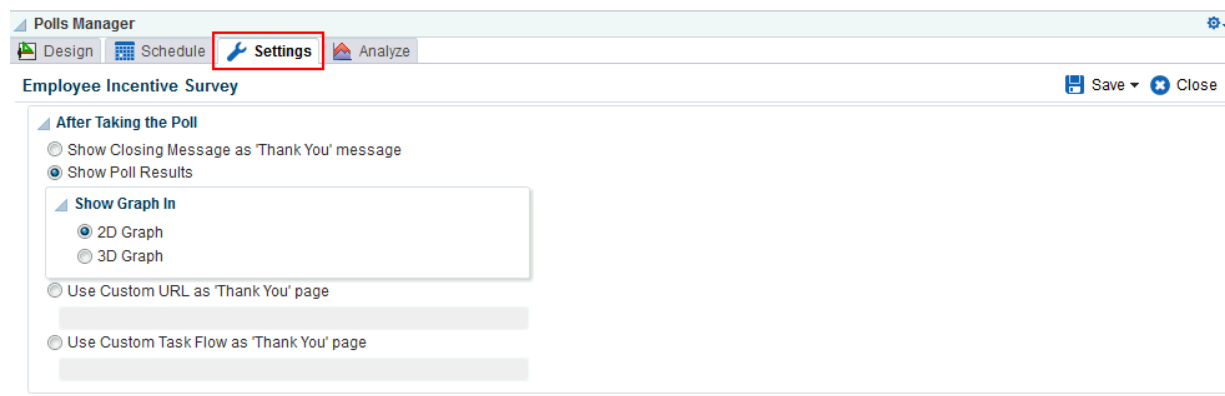 Polls Manager
Design Schedule Settings Analyze
Employee Incentive Survey Save Close
After Taking the Poll
Show Closing Message as 'Thank You' message
Show Poll Results
Show Graph In
2D Graph
3D Graph
Use Custom URL as 'Thank You' page
Use Custom Task Flow as 'Thank You' page